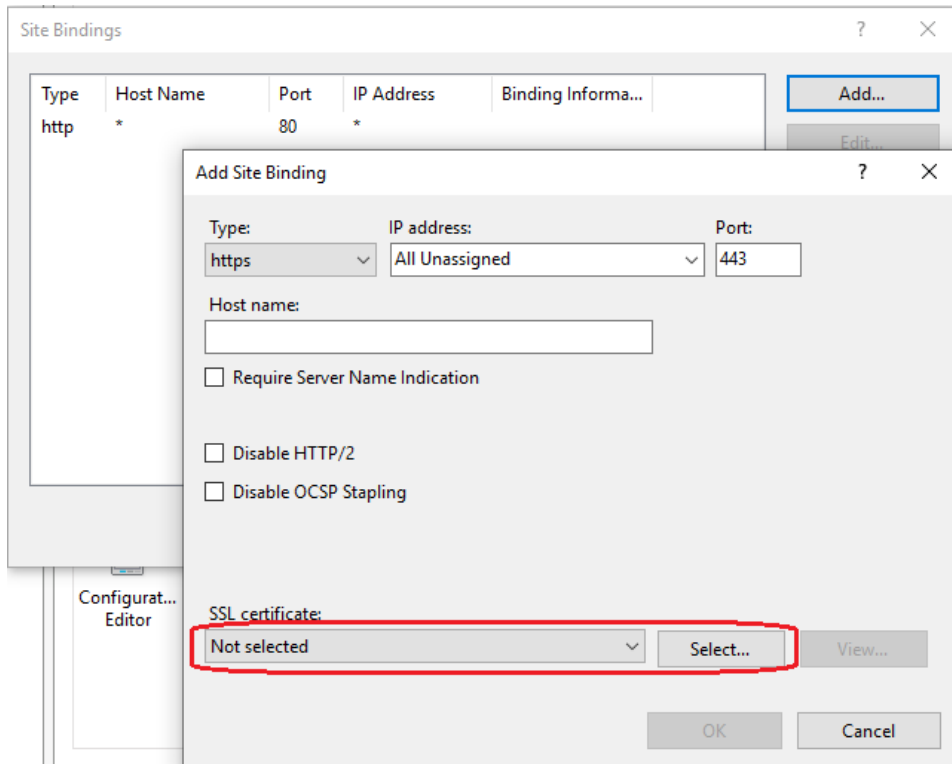 Site Bindings
Type Host Name Port IP Address Binding Informa...
Add...
http * 80 *
Edit...
Add Site Binding
Type: IP address: Port:
https All Unassigned 443
Host name:
Require Server Name Indication
Disable HTTP/2
Disable OCSP Stapling
Configurat...
Editor
SSL certificate:
Not selected Select... View...
OK Cancel